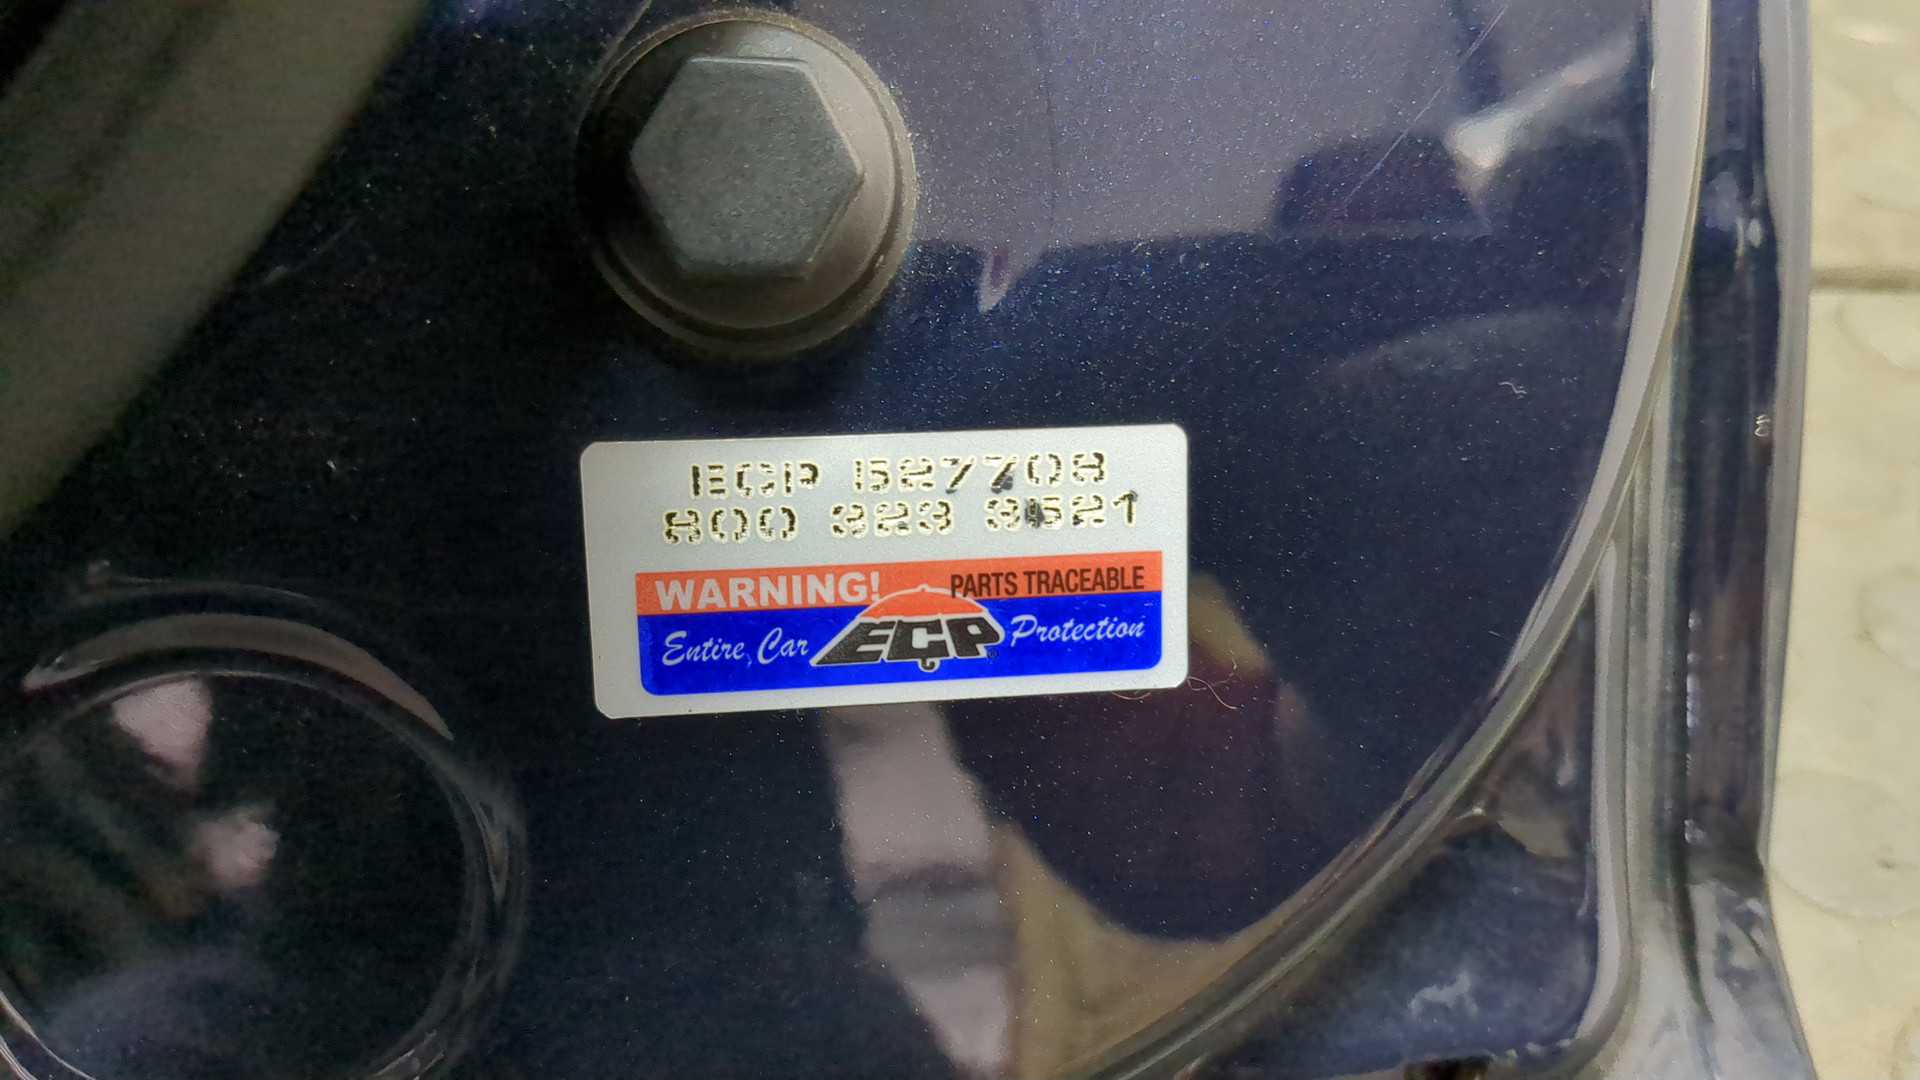 ECP 527708
800 323 3521
WARNING! PARTS TRACEABLE
Entire Car ECP® Protection